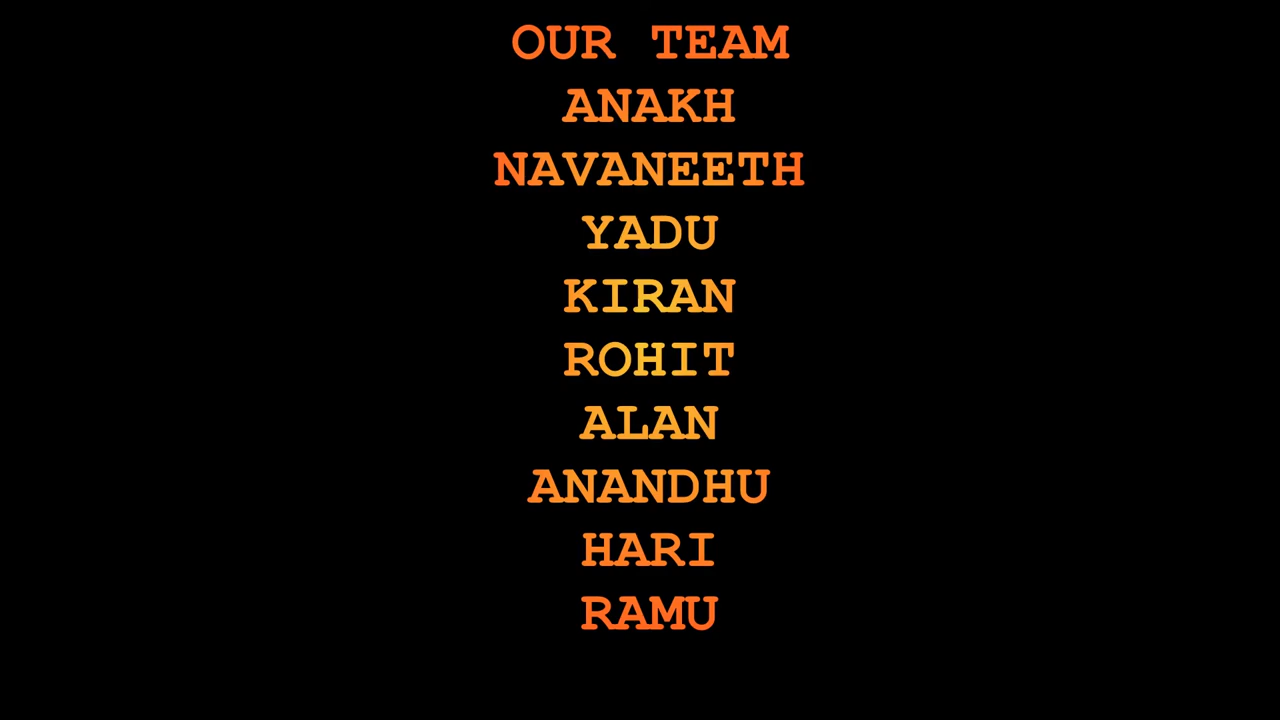 OUR TEAM
ANAKH
NAVANEETH
YADU
KIRAN
ROHIT
ALAN
ANANDHU
HARI
RAMU